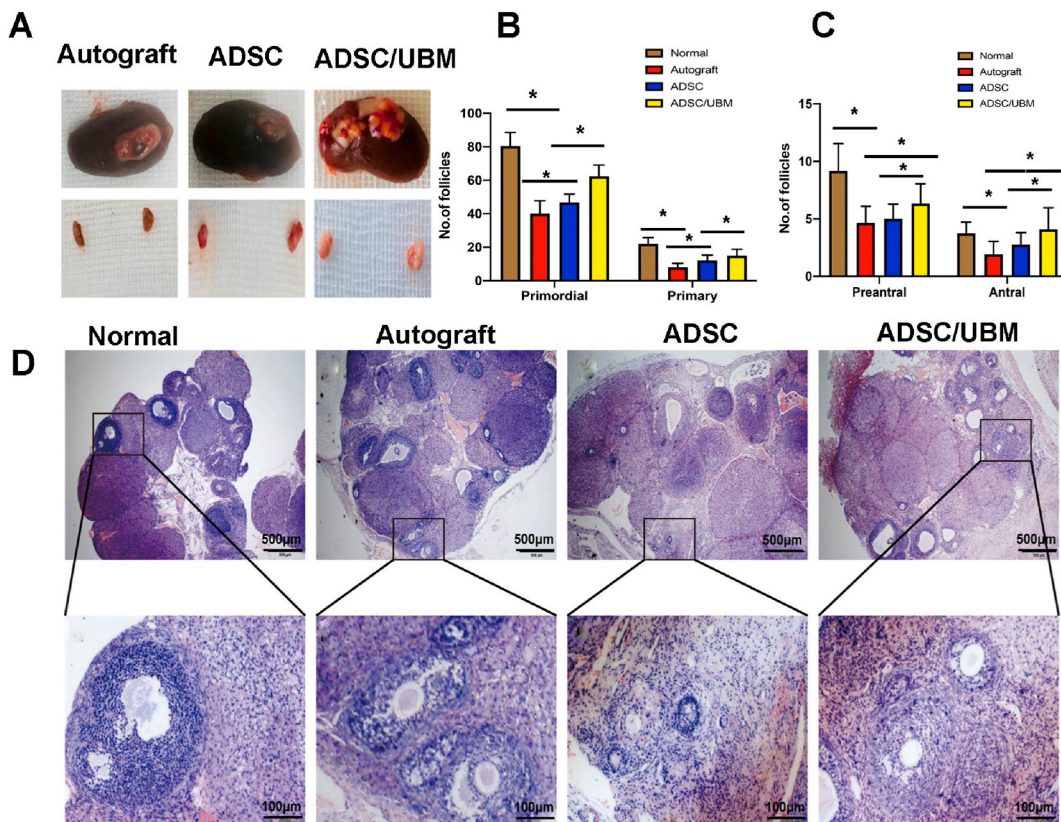 A
Autograft
ADSC
ADSC/UBM
B
Normal
Autograft
ADSC
ADSC/UBM
No.of follicles
100
80
60
40
20
0
*
*
*
*
*
*
*
Primordial
Primary
C
Normal
Autograft
ADSC
ADSC/UBM
No.of follicles
15
10
5
0
*
*
*
*
*
*
Preantral
Antral
D
Normal
Autograft
ADSC
ADSC/UBM
500μm
500μm
500μm
500μm
100μm
100μm
100μm
100μm